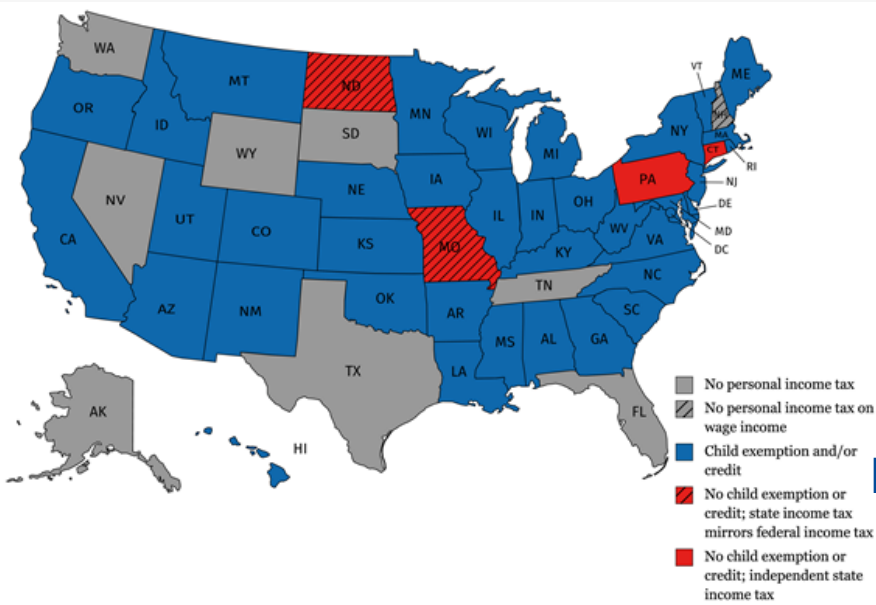 WA
MT
ND
MN
VT
ME
OR
ID
SD
WI
NY
NH
MA
WY
MI
CT
RI
NV
NE
IA
PA
NJ
UT
CO
IL
IN
OH
DE
CA
KS
MO
WV
VA
MD
KY
DC
AZ
NM
OK
TN
NC
AR
SC
MS
AL
GA
TX
LA
AK
FL
HI
No personal income tax
No personal income tax on
wage income
Child exemption and/or
credit
No child exemption or
credit; state income tax
mirrors federal income tax
No child exemption or
credit; independent state
income tax